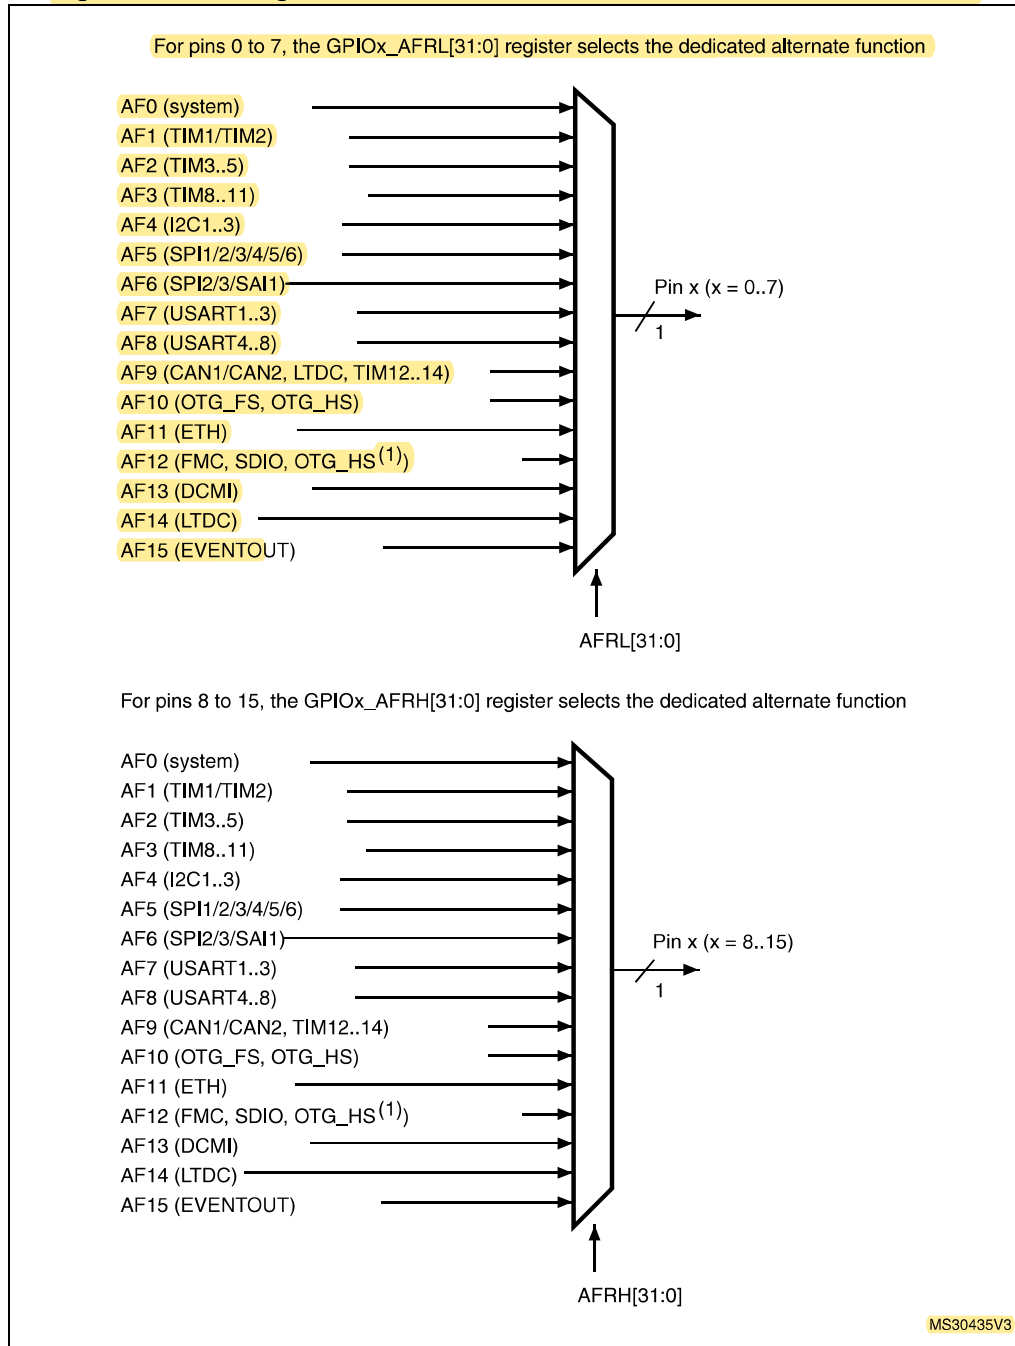 For pins 0 to 7, the GPIOx_AFRL[31:0] register selects the dedicated alternate function
AF0 (system)
AF1 (TIM1/TIM2)
AF2 (TIM3..5)
AF3 (TIM8..11)
AF4 (I2C1..3)
AF5 (SPI1/2/3/4/5/6)
AF6 (SPI2/3/SAI1)
AF7 (USART1..3)
AF8 (USART4..8)
AF9 (CAN1/CAN2, LTDC, TIM12..14)
AF10 (OTG_FS, OTG_HS)
AF11 (ETH)
AF12 (FMC, SDIO, OTG_HS(1))
AF13 (DCMI)
AF14 (LTDC)
AF15 (EVENTOUT)
Pin x (x = 0..7)
1
AFRL[31:0]
For pins 8 to 15, the GPIOx_AFRH[31:0] register selects the dedicated alternate function
AF0 (system)
AF1 (TIM1/TIM2)
AF2 (TIM3..5)
AF3 (TIM8..11)
AF4 (I2C1..3)
AF5 (SPI1/2/3/4/5/6)
AF6 (SPI2/3/SAI1)
AF7 (USART1..3)
AF8 (USART4..8)
AF9 (CAN1/CAN2, TIM12..14)
AF10 (OTG_FS, OTG_HS)
AF11 (ETH)
AF12 (FMC, SDIO, OTG_HS(1))
AF13 (DCMI)
AF14 (LTDC)
AF15 (EVENTOUT)
Pin x (x = 8..15)
1
AFRH[31:0]
MS30435V3